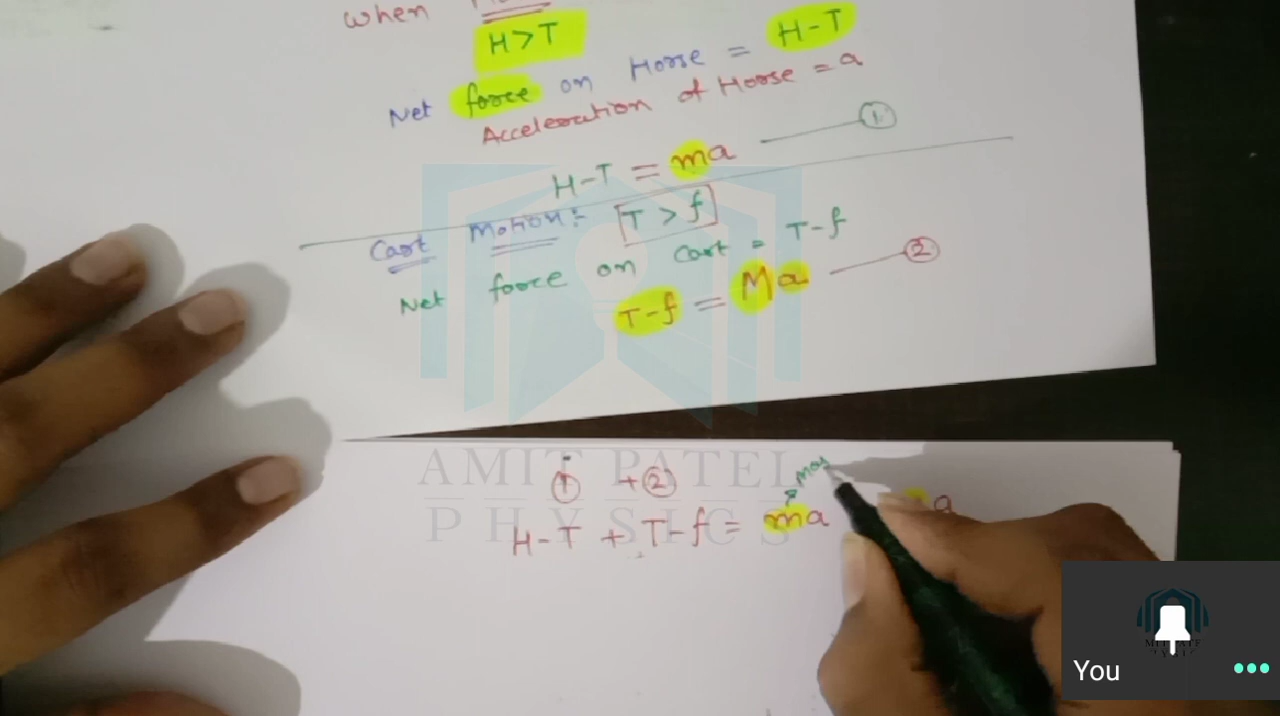 When
H > T
Net force on Horse = H-T
Acceleration of Horse = a
H-T = ma ①
Cart Motion:- [T > f]
Net force on Cart = T-f
T-f = Ma ②
AMIT PATEL
PHYSICS
① + ②
H-T + T-f = ma a
You